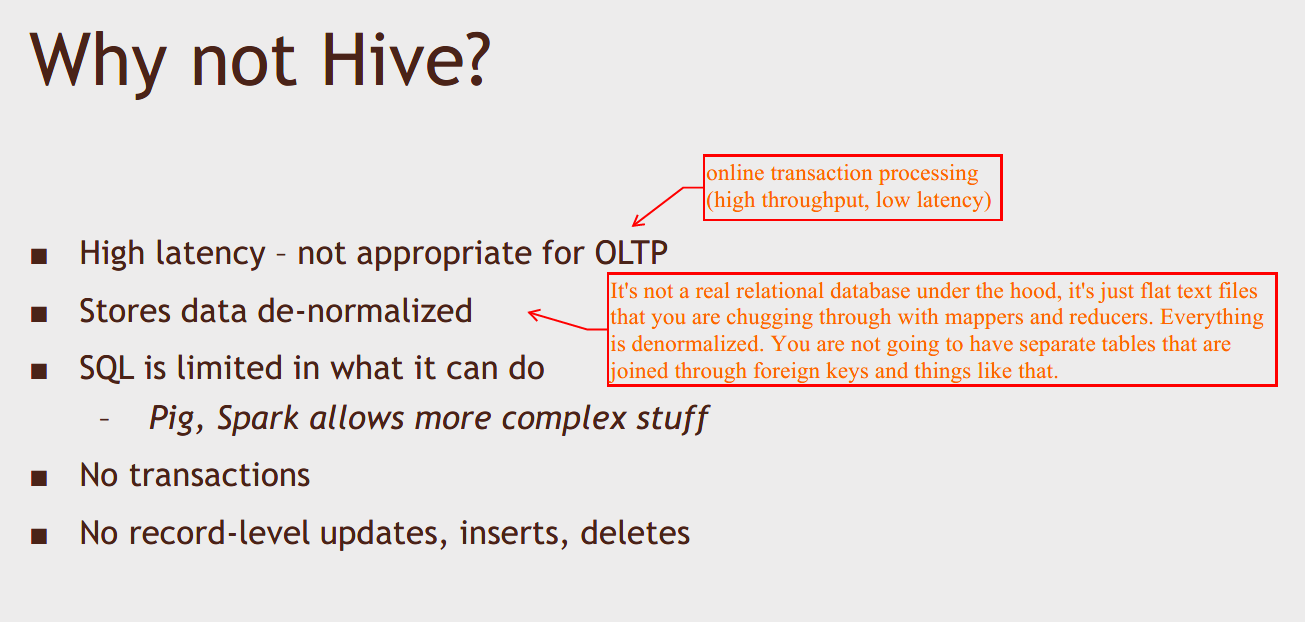 Why not Hive?
online transaction processing
(high throughput, low latency)
■ High latency – not appropriate for OLTP
It's not a real relational database under the hood, it's just flat text files
that you are chugging through with mappers and reducers. Everything
is denormalized. You are not going to have separate tables that are
joined through foreign keys and things like that.
■ Stores data de-normalized
■ SQL is limited in what it can do
– Pig, Spark allows more complex stuff
■ No transactions
■ No record-level updates, inserts, deletes